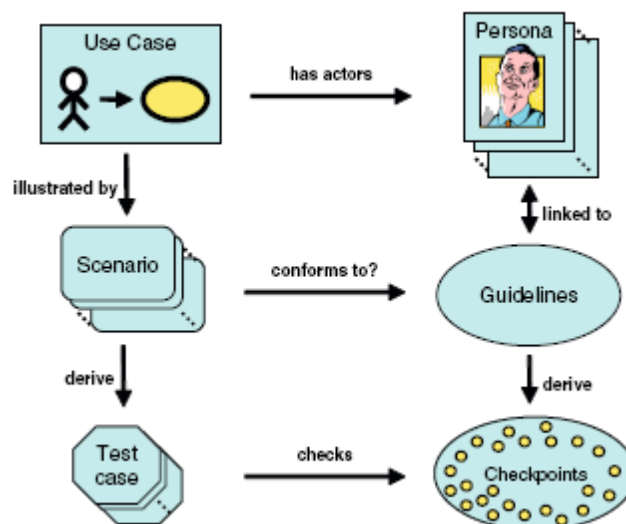 Use Case
Persona
has actors
illustrated by
linked to
Scenario
conforms to?
Guidelines
derive
derive
Test
case
checks
Checkpoints